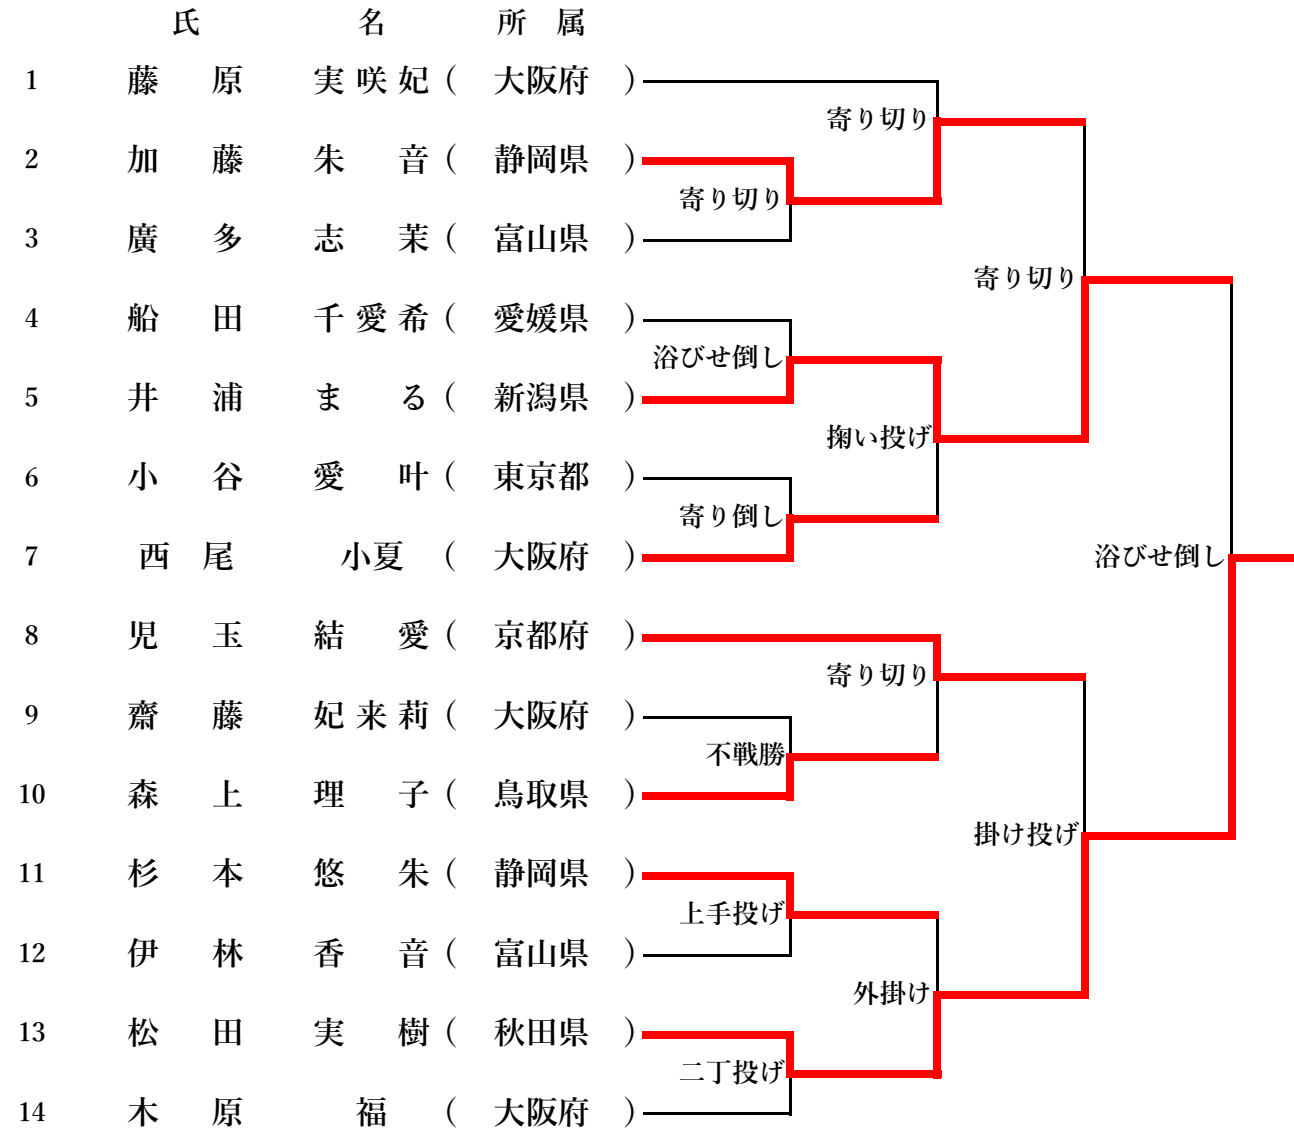 氏 名 所 属
1 藤 原 実 咲 妃 ( 大阪府 )
寄り切り
2 加 藤 朱 音 ( 静岡県 )
寄り切り
3 廣 多 志 茉 ( 富山県 )
寄り切り
4 船 田 千 愛 希 ( 愛媛県 )
浴びせ倒し
5 井 浦 ま る ( 新潟県 )
掬い投げ
6 小 谷 愛 叶 ( 東京都 )
寄り倒し
7 西 尾 小夏 ( 大阪府 )
浴びせ倒し
8 児 玉 結 愛 ( 京都府 )
寄り切り
9 齋 藤 妃 来 莉 ( 大阪府 )
不戦勝
10 森 上 理 子 ( 鳥取県 )
掛け投げ
11 杉 本 悠 朱 ( 静岡県 )
上手投げ
12 伊 林 香 音 ( 富山県 )
外掛け
13 松 田 実 樹 ( 秋田県 )
二丁投げ
14 木 原 福 ( 大阪府 )